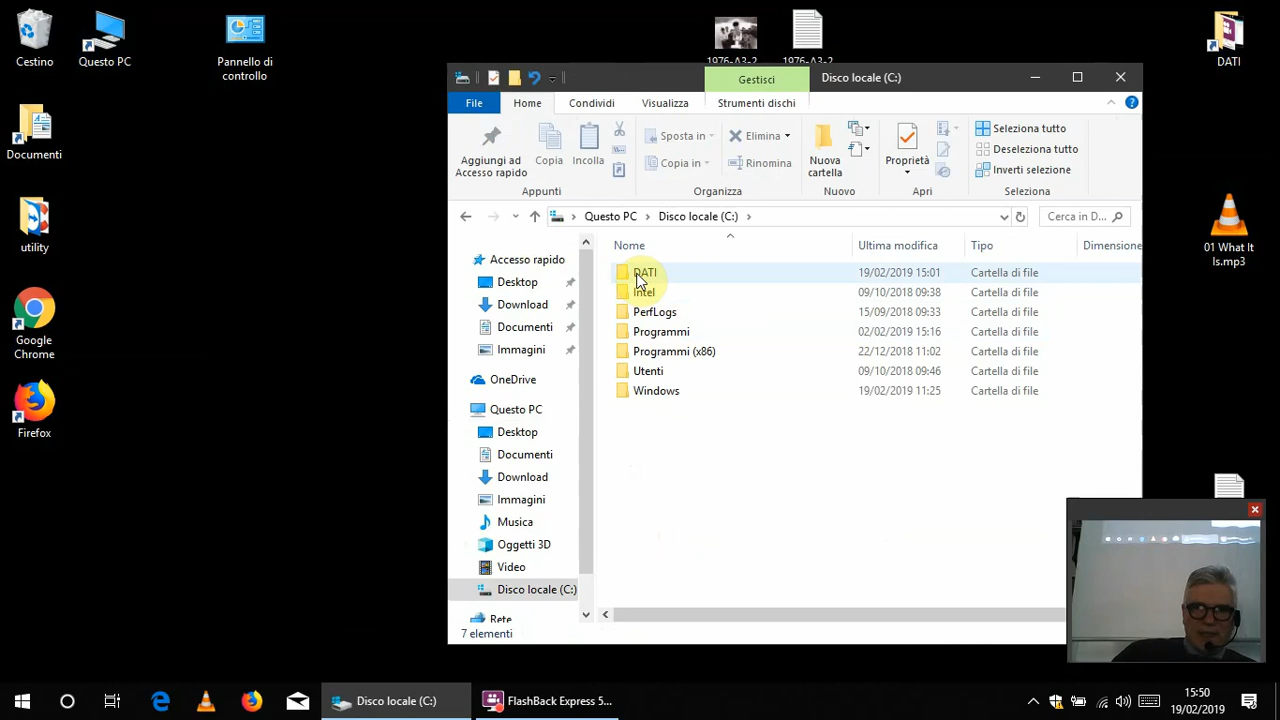 Cestino
Questo PC
Pannello di
controllo
1976-A3-2
1976-A3-2
DATI
Documenti
utility
Google
Chrome
Firefox
01 What It
Is.mp3
Gestisci
Disco locale (C:)
File
Home
Condividi
Visualizza
Strumenti dischi
Aggiungi ad
Accesso rapido
Copia
Incolla
Appunti
Sposta in
Copia in
Elimina
Rinomina
Organizza
Nuova
cartella
Nuovo
Proprietà
Apri
Seleziona tutto
Deseleziona tutto
Inverti selezione
Seleziona
Questo PC > Disco locale (C:) >
Cerca in D...
Nome Ultima modifica Tipo Dimensione
DATI 19/02/2019 15:01 Cartella di file
Intel 09/10/2018 09:38 Cartella di file
PerfLogs 15/09/2018 09:33 Cartella di file
Programmi 02/02/2019 15:16 Cartella di file
Programmi (x86) 22/12/2018 11:02 Cartella di file
Utenti 09/10/2018 09:46 Cartella di file
Windows 19/02/2019 11:25 Cartella di file
Accesso rapido
Desktop
Download
Documenti
Immagini
OneDrive
Questo PC
Desktop
Documenti
Download
Immagini
Musica
Oggetti 3D
Video
Disco locale (C:)
Rete
7 elementi
Disco locale (C:)
FlashBack Express 5...
15:50
19/02/2019